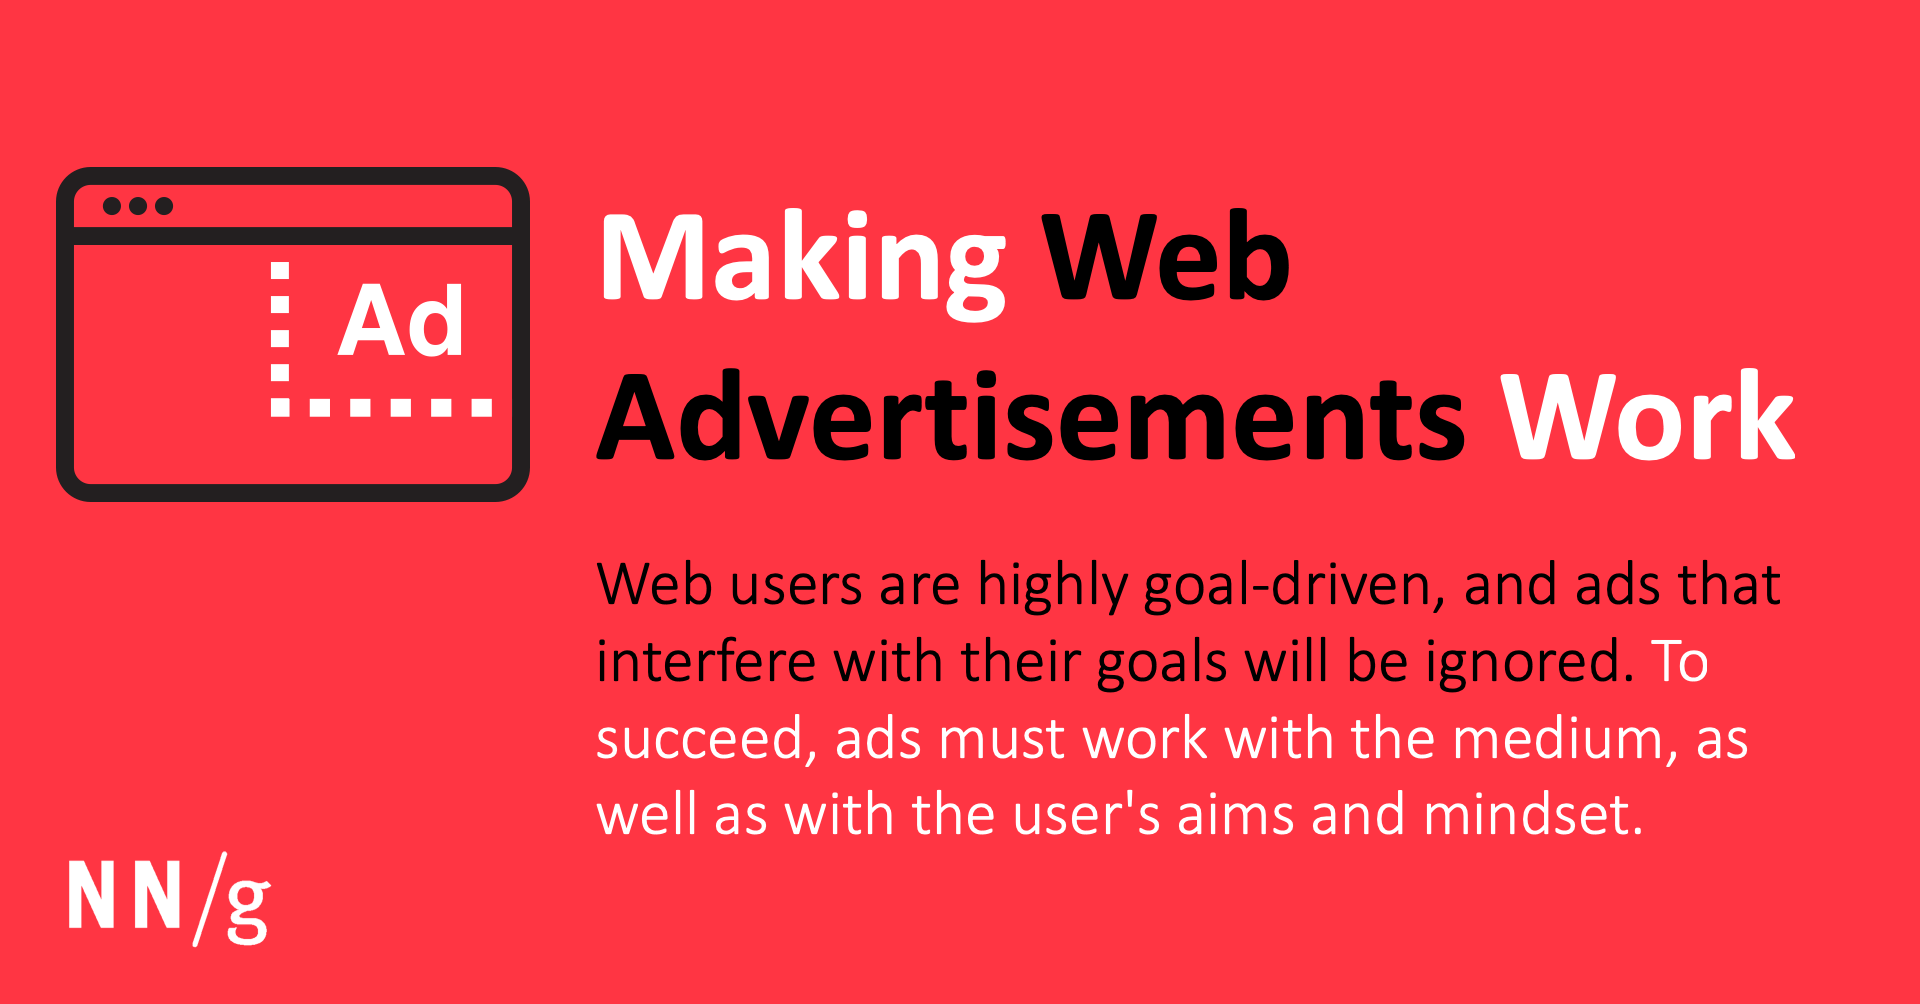 Ad
Making Web
Advertisements Work
Web users are highly goal-driven, and ads that
interfere with their goals will be ignored. To
succeed, ads must work with the medium, as
well as with the user's aims and mindset.
NN/g